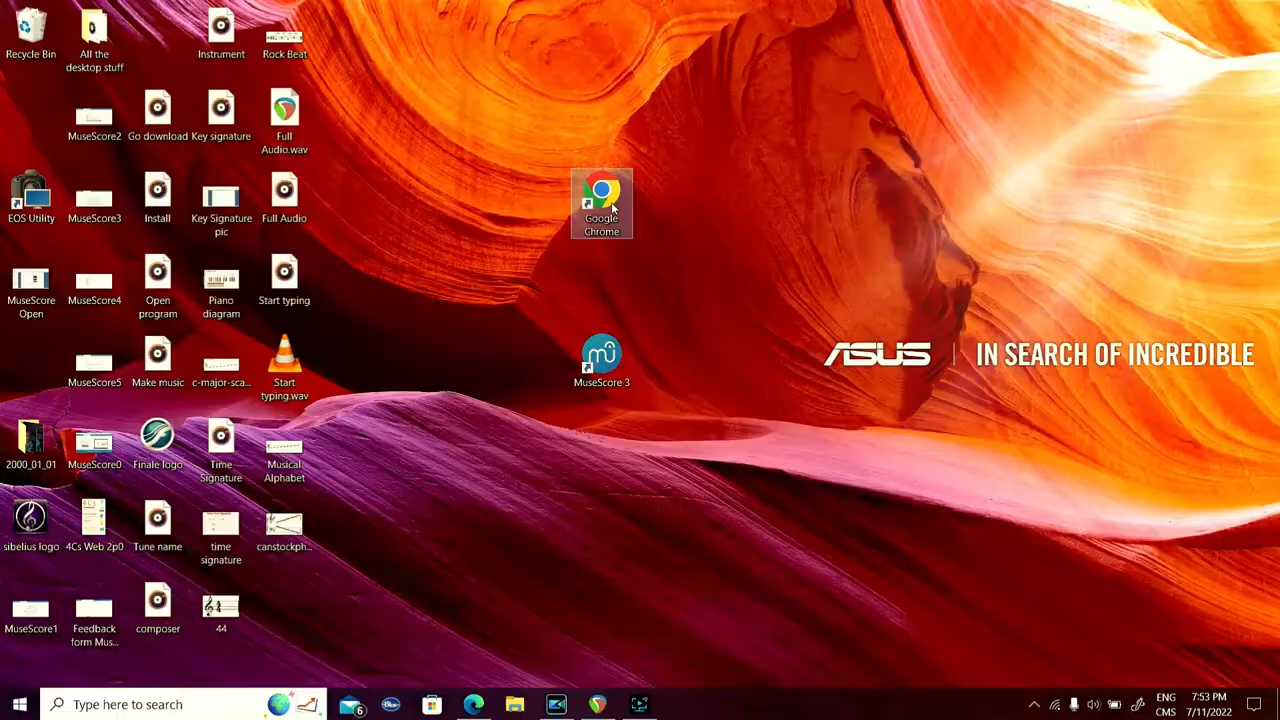 Recycle Bin
All the
desktop stuff
Instrument
Rock Beat
MuseScore2
Go download
Key signature
Full
Audio.wav
EOS Utility
MuseScore3
Install
Key Signature
pic
Full Audio
Google
Chrome
MuseScore
Open
MuseScore4
Open
program
Piano
diagram
Start typing
MuseScore5
Make music
c-major-sca...
Start
typing.wav
MuseScore 3
ASUS
IN SEARCH OF INCREDIBLE
2000_01_01
MuseScore0
Finale logo
Time
Signature
Musical
Alphabet
sibelius logo
4Cs Web 2p0
Tune name
time
signature
canstockph...
MuseScore1
Feedback
form Mus...
composer
44
Type here to search
6
ENG
CMS
7:53 PM
7/11/2022